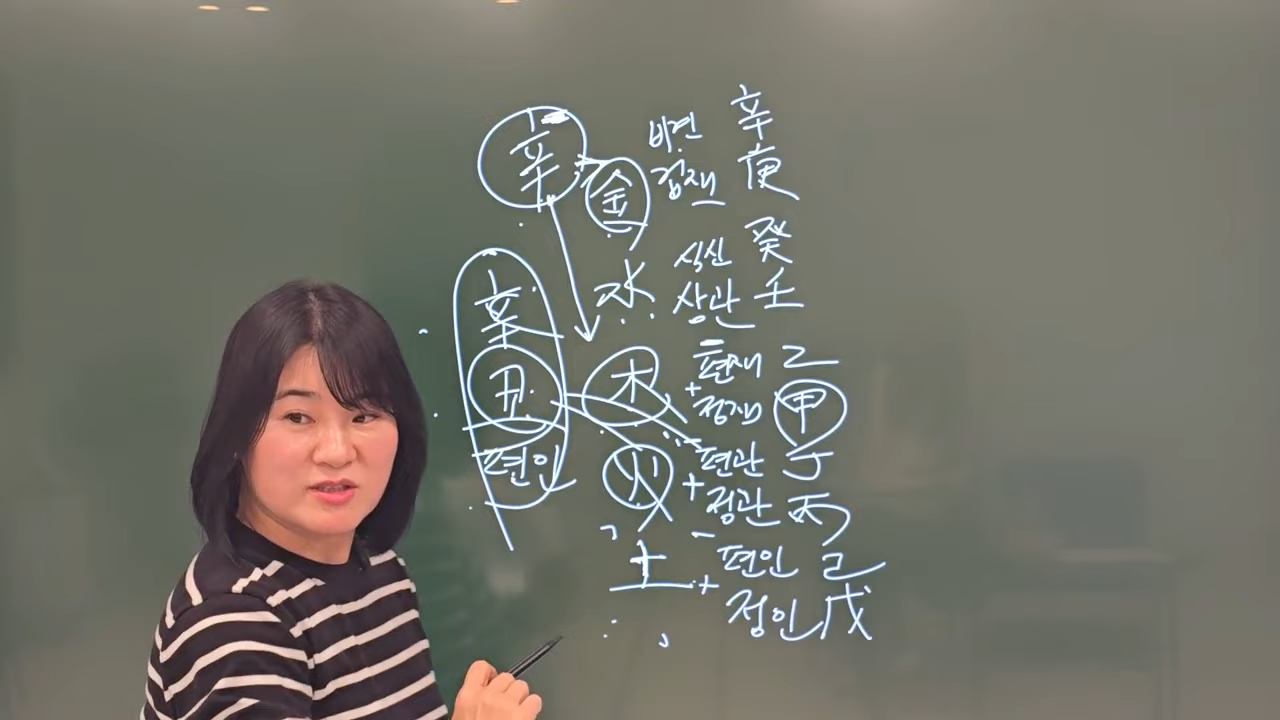 辛
金
비견 辛
겁재 庚
水
식신 癸
상관 壬
木
편재 乙
정재 甲
火
편관 丁
정관 丙
土
편인 己
정인 戊
辛
丑
편인